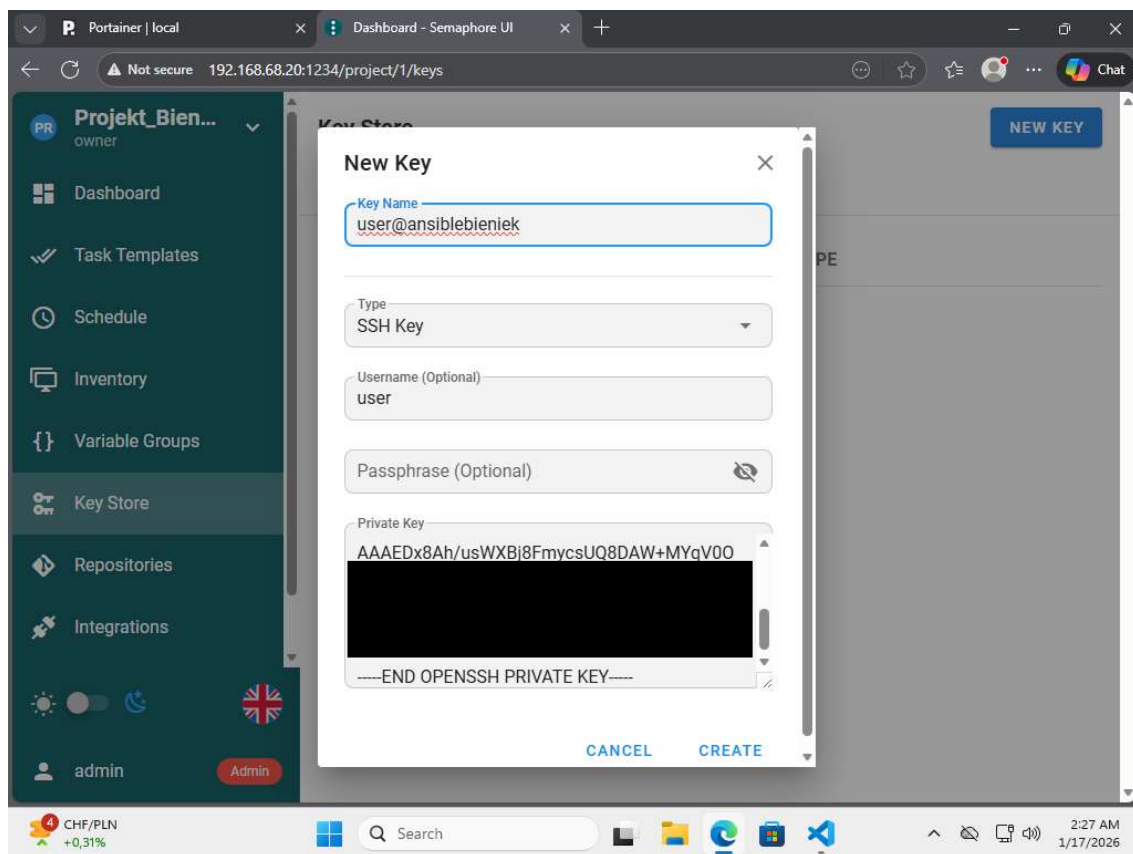 Portainer | local
Dashboard - Semaphore UI
Not secure 192.168.68.20:1234/project/1/keys
Chat
PR
Projekt_Bien...
owner
Dashboard
Task Templates
Schedule
Inventory
Variable Groups
Key Store
Repositories
Integrations
admin
Admin
Key Store
NEW KEY
PE
New Key
Key Name
user@ansiblebieniek
Type
SSH Key
Username (Optional)
user
Passphrase (Optional)
Private Key
AAAEDx8Ah/usWXBj8FmycsUQ8DAW+MYqV0O
-----END OPENSSH PRIVATE KEY-----
CANCEL
CREATE
4
CHF/PLN
+0,31%
Search
2:27 AM
1/17/2026